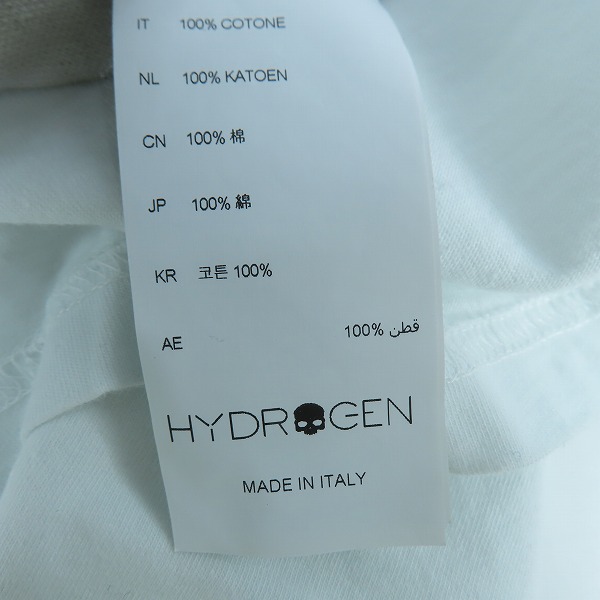 IT 100% COTONE
NL 100% KATOEN
CN 100% 棉
JP 100% 綿
KR 코튼 100%
AE 100% قطن
HYDROGEN
MADE IN ITALY